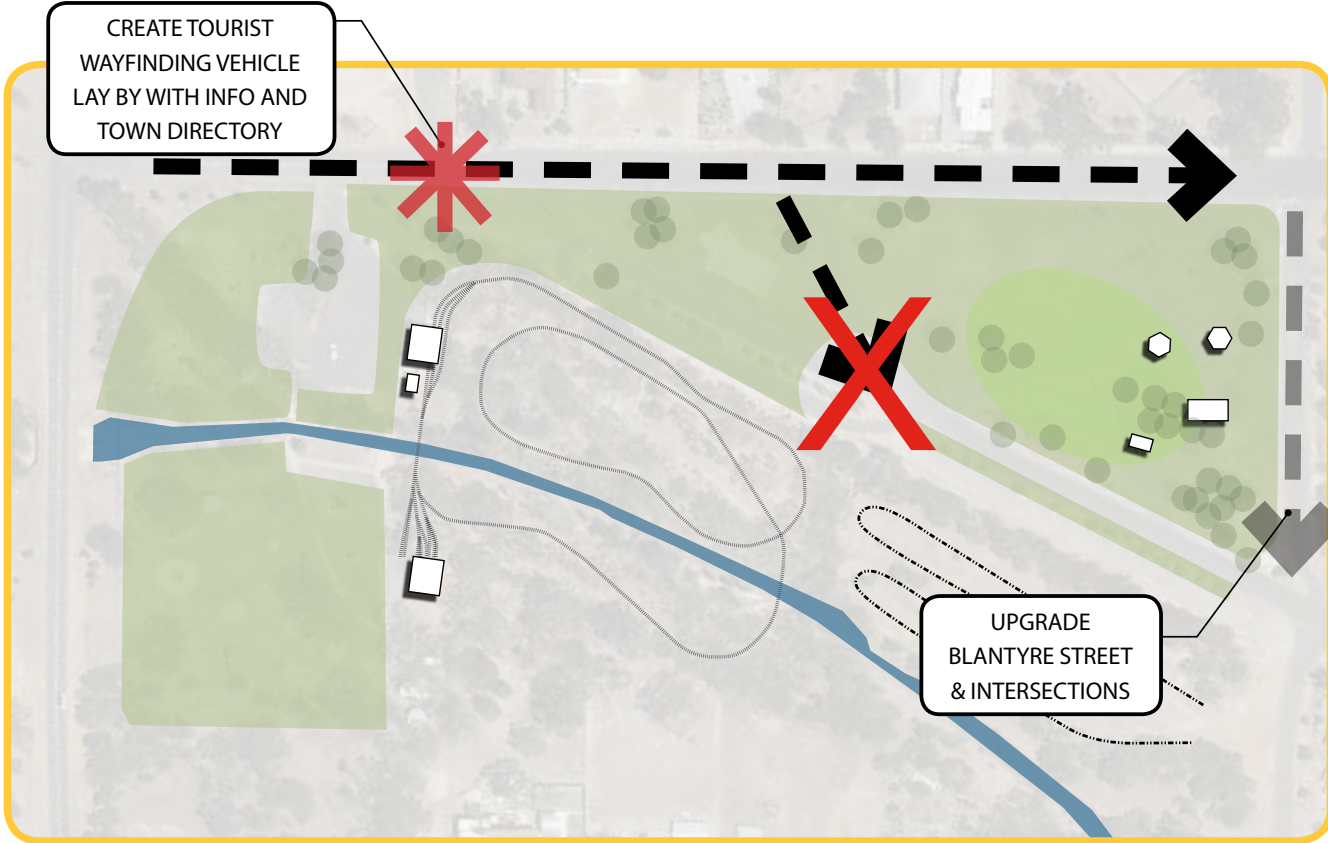 CREATE TOURIST
WAYFINDING VEHICLE
LAY BY WITH INFO AND
TOWN DIRECTORY
UPGRADE
BLANTYRE STREET
& INTERSECTIONS